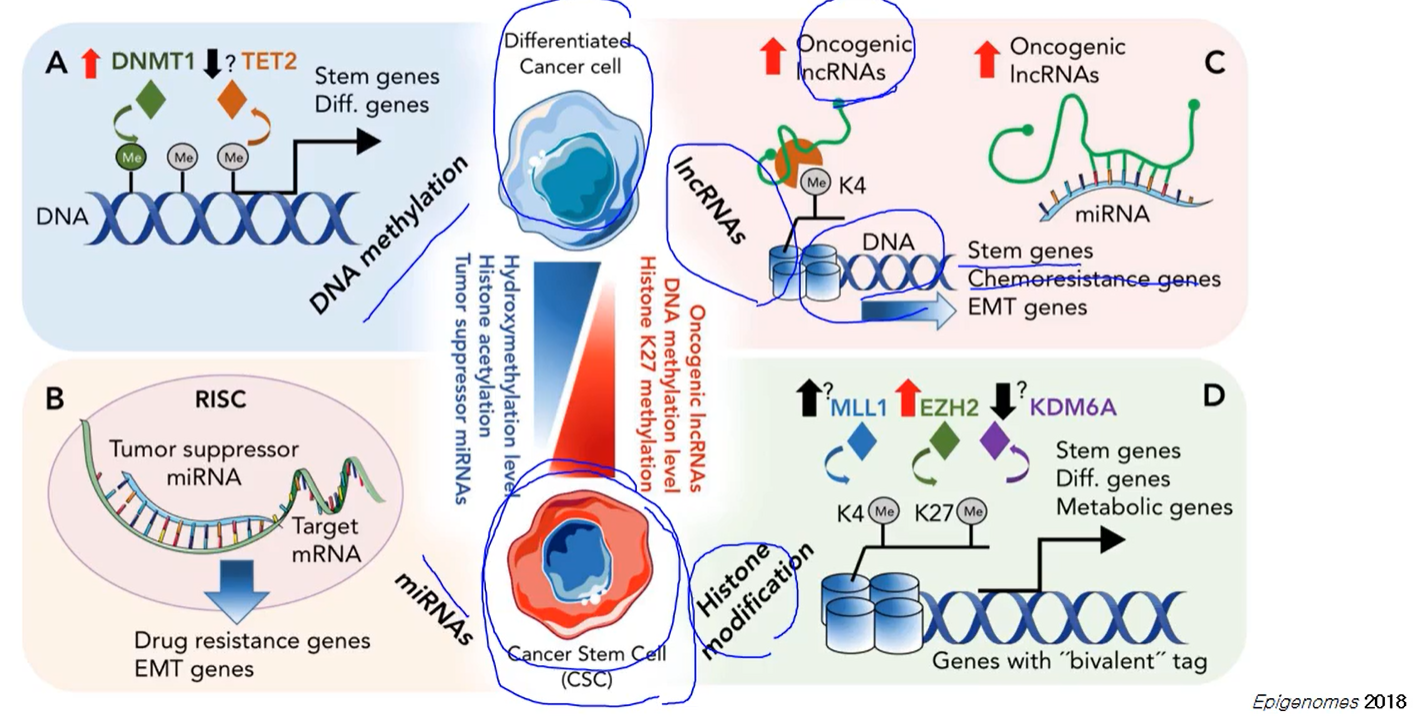 A
DNMT1
? TET2
Stem genes
Diff. genes
Me
Me
Me
DNA
DNA methylation
Differentiated
Cancer cell
Oncogenic
lncRNAs
Oncogenic
lncRNAs
C
lncRNAs
Me K4
miRNA
DNA
Stem genes
Chemoresistance genes
EMT genes
Hydroxymethylation level
Histone acetylation
Tumor suppressor miRNAs
Oncogenic lncRNAs
DNA methylation level
Histone K27 methylation
B
RISC
Tumor suppressor
miRNA
Target
mRNA
Drug resistance genes
EMT genes
miRNAs
Cancer Stem Cell
(CSC)
Histone
modification
D
? MLL1
EZH2
? KDM6A
Stem genes
Diff. genes
Metabolic genes
K4 Me K27 Me
Genes with ˝bivalent˝ tag
Epigenomes 2018